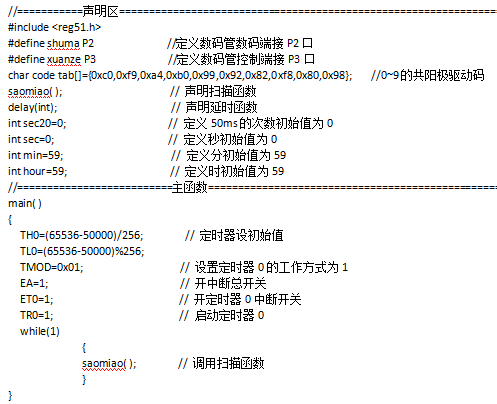 //===========声明区==================================================
#include <reg51.h>
#define shuma P2 //定义数码管数码端接 P2 口
#define xuanze P3 //定义数码管控制端接 P3 口
char code tab[]={0xc0,0xf9,0xa4,0xb0,0x99,0x92,0x82,0xf8,0x80,0x98}; //0~9的共阳极驱动码
saomiao( ); // 声明扫描函数
delay(int); // 声明延时函数
int sec20=0; // 定义 50ms的次数初始值为 0
int sec=0; // 定义秒初始值为 0
int min=59; // 定义分初始值为 59
int hour=59; // 定义时初始值为 59
//==========================主函数================================================
main( )
{
TH0=(65536-50000)/256; // 定时器设初始值
TL0=(65536-50000)%256;
TMOD=0x01; // 设置定时器 0的工作方式为 1
EA=1; // 开中断总开关
ET0=1; // 开定时器 0 中断开关
TR0=1; // 启动定时器 0
while(1)
{
saomiao( ); // 调用扫描函数
}
}